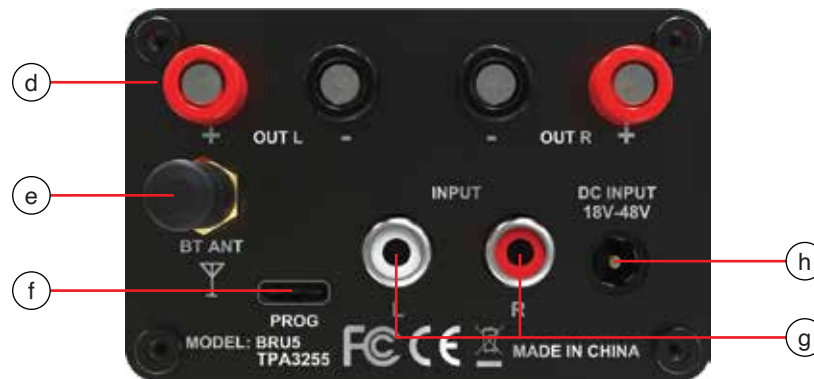 d
+ OUT L -
- OUT R +
e
INPUT
DC INPUT
18V-48V
BT ANT
h
f
L
R
PROG
g
MODEL: BRU5
TPA3255
FC CE
MADE IN CHINA